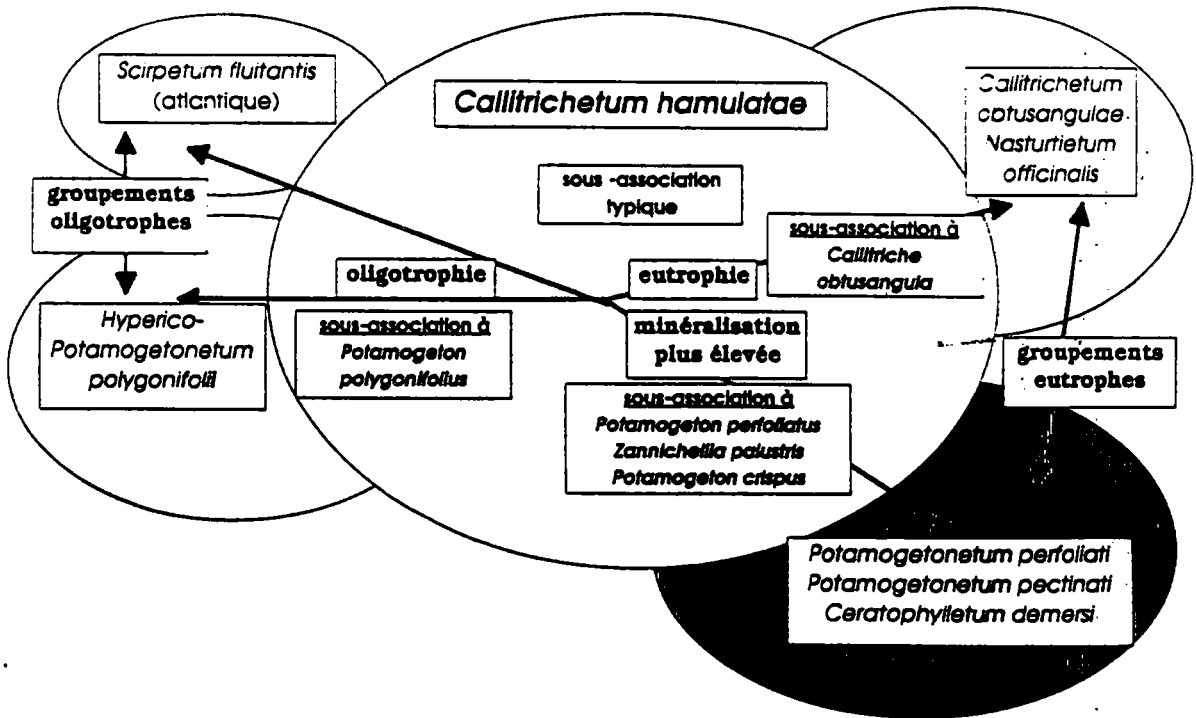 Scirpetum fluitantis
(atlantique)
Callitrichetum hamulatae
Callitrichetum
obtusangulae
Nasturtietum
officinalis
groupements
oligotrophes
sous-association
typique
sous-association à
Callitriche
obtusangula
oligotrophie
eutrophie
Hyperico-
Potamogetonetum
polygonifolii
sous-association à
Potamogeton
polygonifolius
minéralisation
plus élevée
groupements
eutrophes
sous-association à
Potamogeton perfoliatus
Zannichellia palustris
Potamogeton crispus
Potamogetonetum perfoliati
Potamogetonetum pectinati
Ceratophylletum demersi